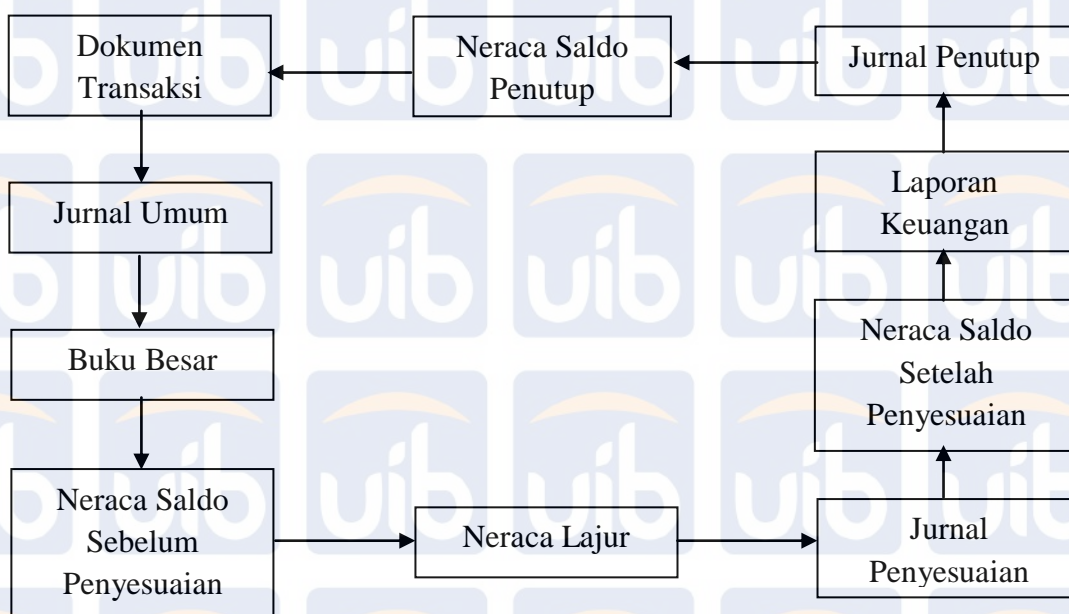 Dokumen
Transaksi
Neraca Saldo
Penutup
Jurnal Penutup
Jurnal Umum
Laporan
Keuangan
Buku Besar
Neraca Saldo
Setelah
Penyesuaian
Neraca Saldo
Sebelum
Penyesuaian
Neraca Lajur
Jurnal
Penyesuaian
uib